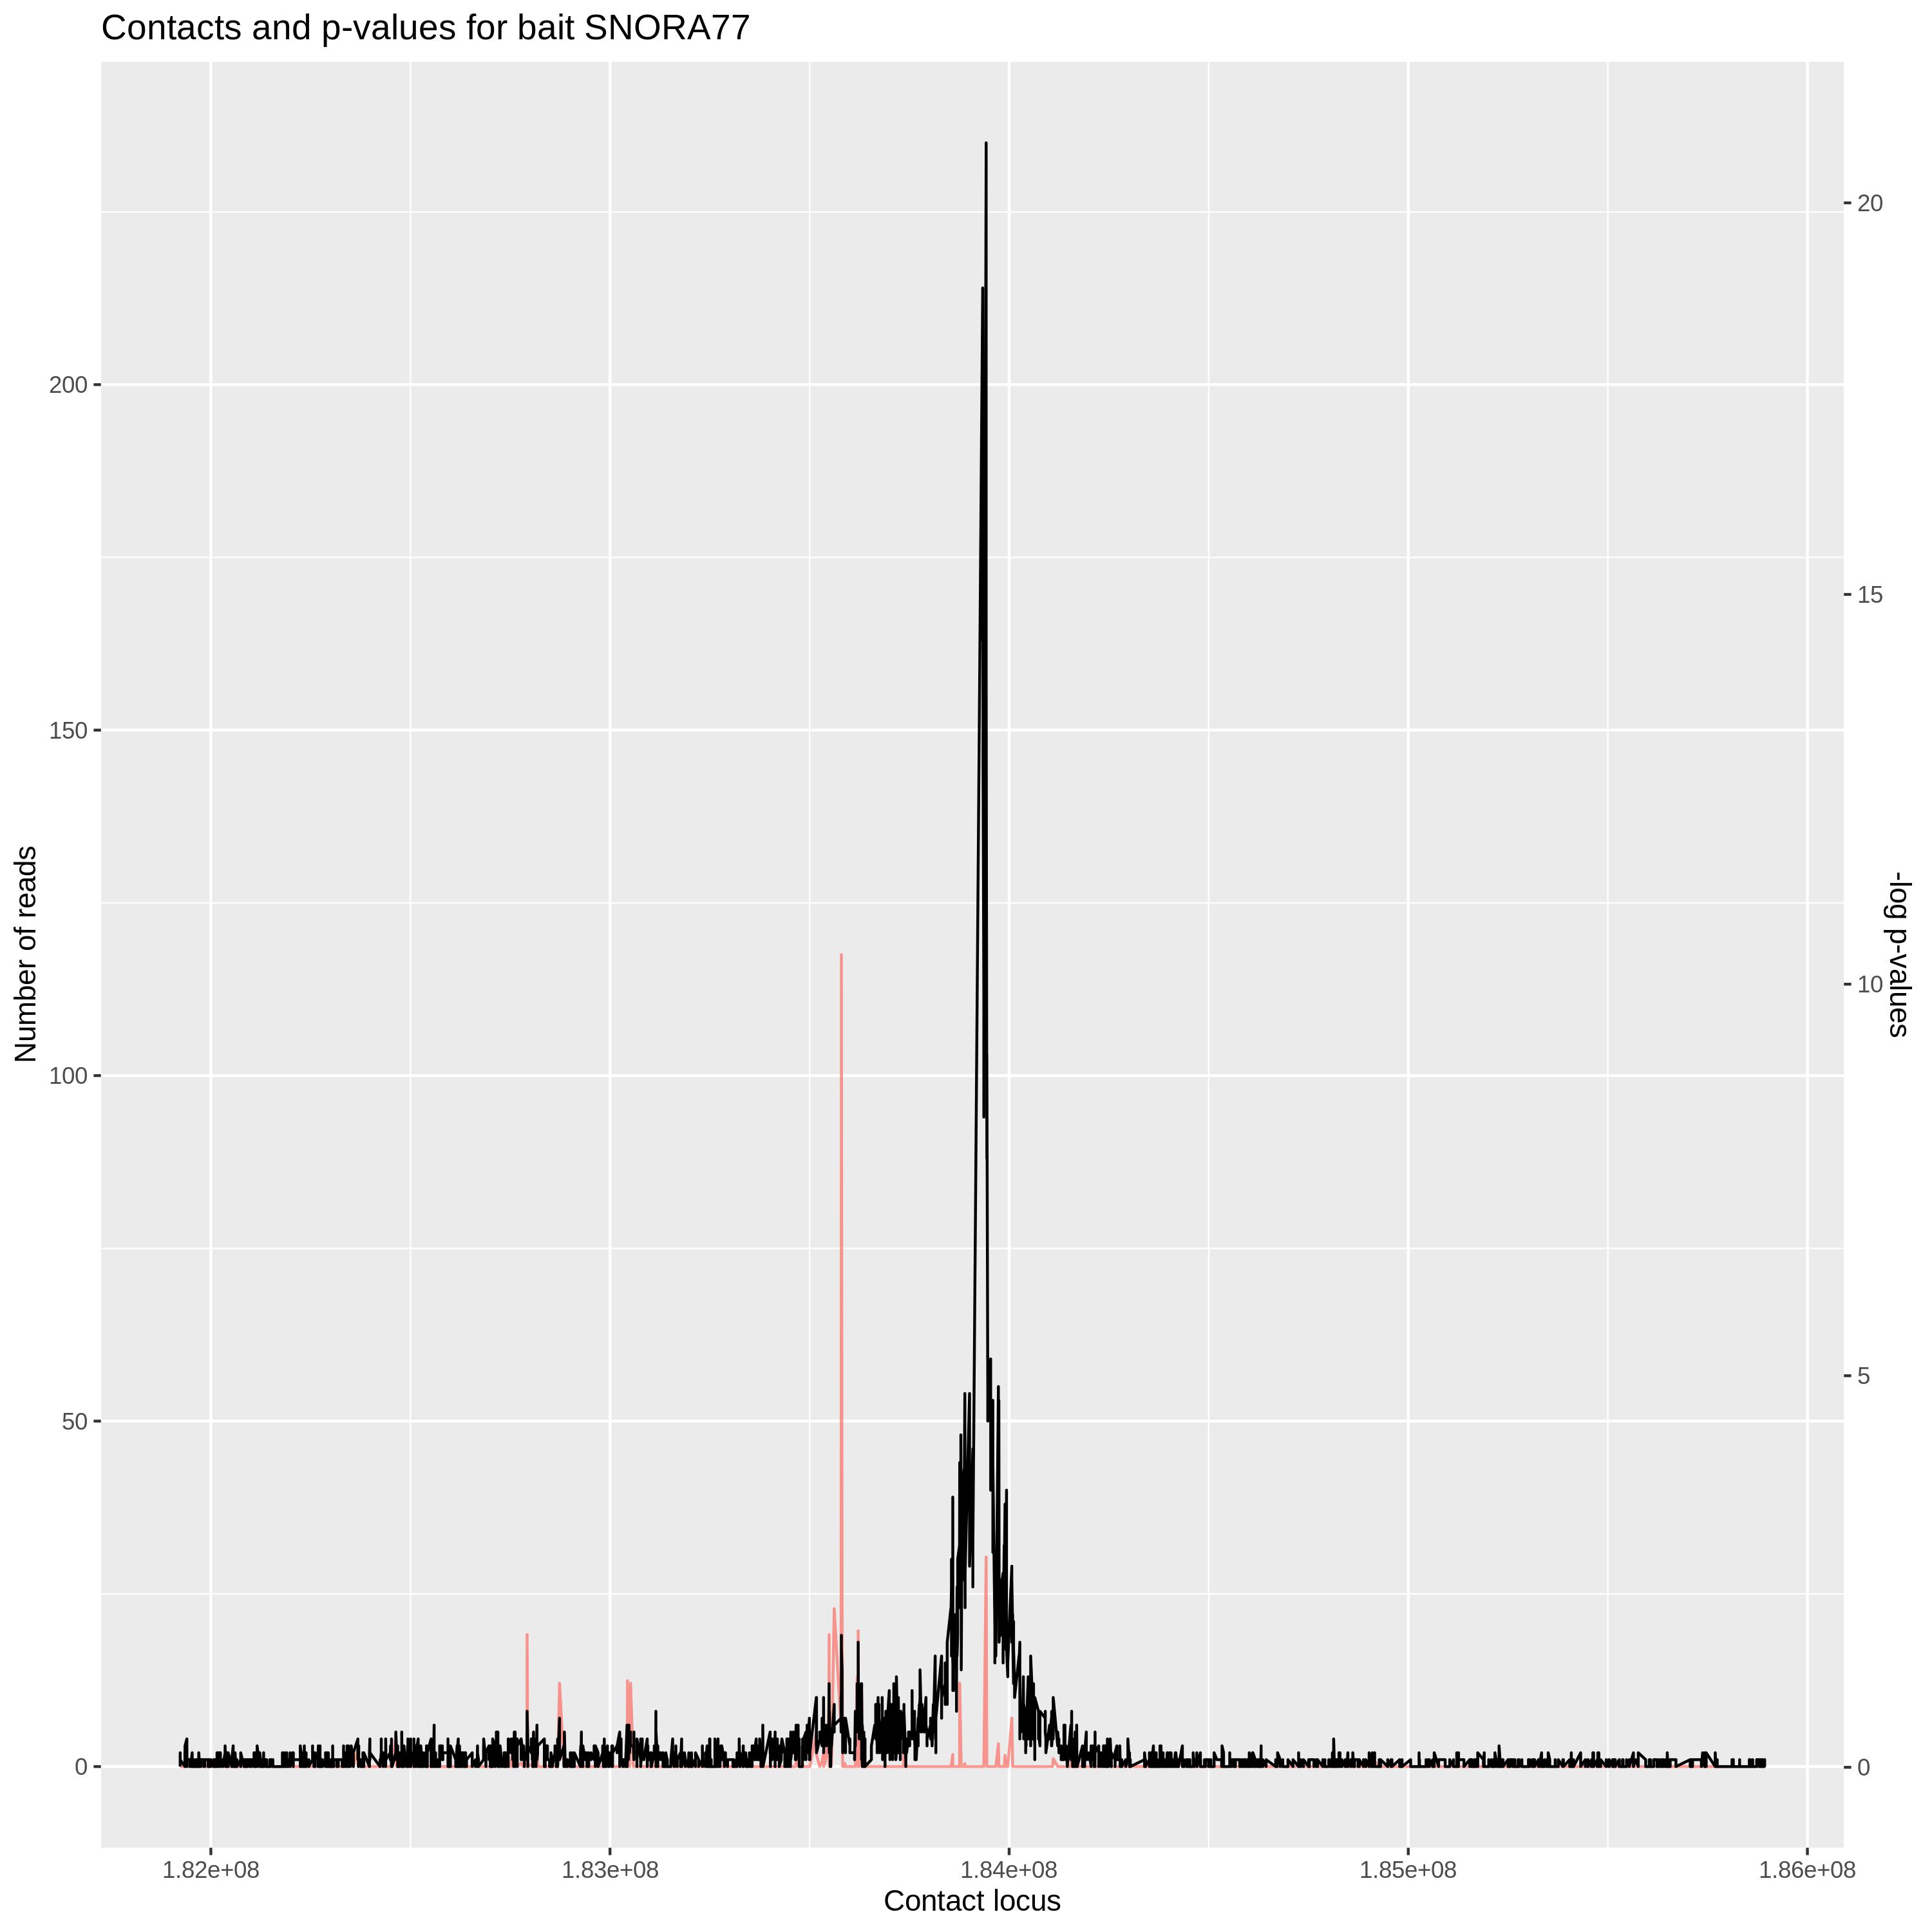 Contacts and p-values for bait SNORA77
Number of reads
200
150
100
50
0
20
15
10
5
0
-log p-values
1.82e+08 1.83e+08 1.84e+08 1.85e+08 1.86e+08
Contact locus